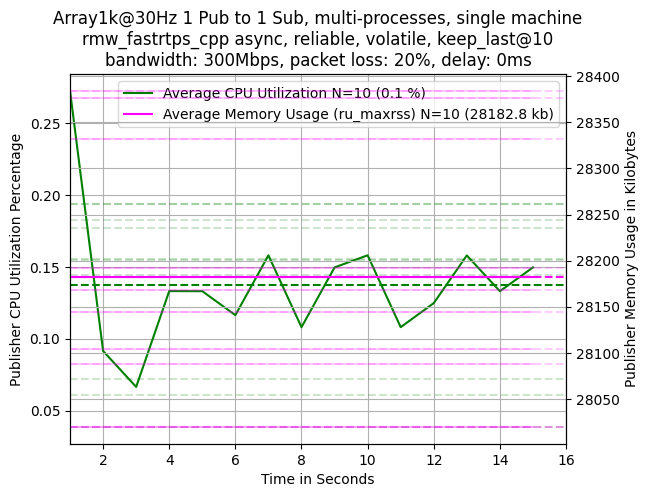 Array1k@30Hz 1 Pub to 1 Sub, multi-processes, single machine
rmw_fastrtps_cpp async, reliable, volatile, keep_last@10
bandwidth: 300Mbps, packet loss: 20%, delay: 0ms
Average CPU Utilization N=10 (0.1 %)
Average Memory Usage (ru_maxrss) N=10 (28182.8 kb)
Publisher CPU Utilization Percentage
0.25
0.20
0.15
0.10
0.05
28400
28350
28300
28250
28200
28150
28100
28050
Publisher Memory Usage in Kilobytes
2 4 6 8 10 12 14 16
Time in Seconds